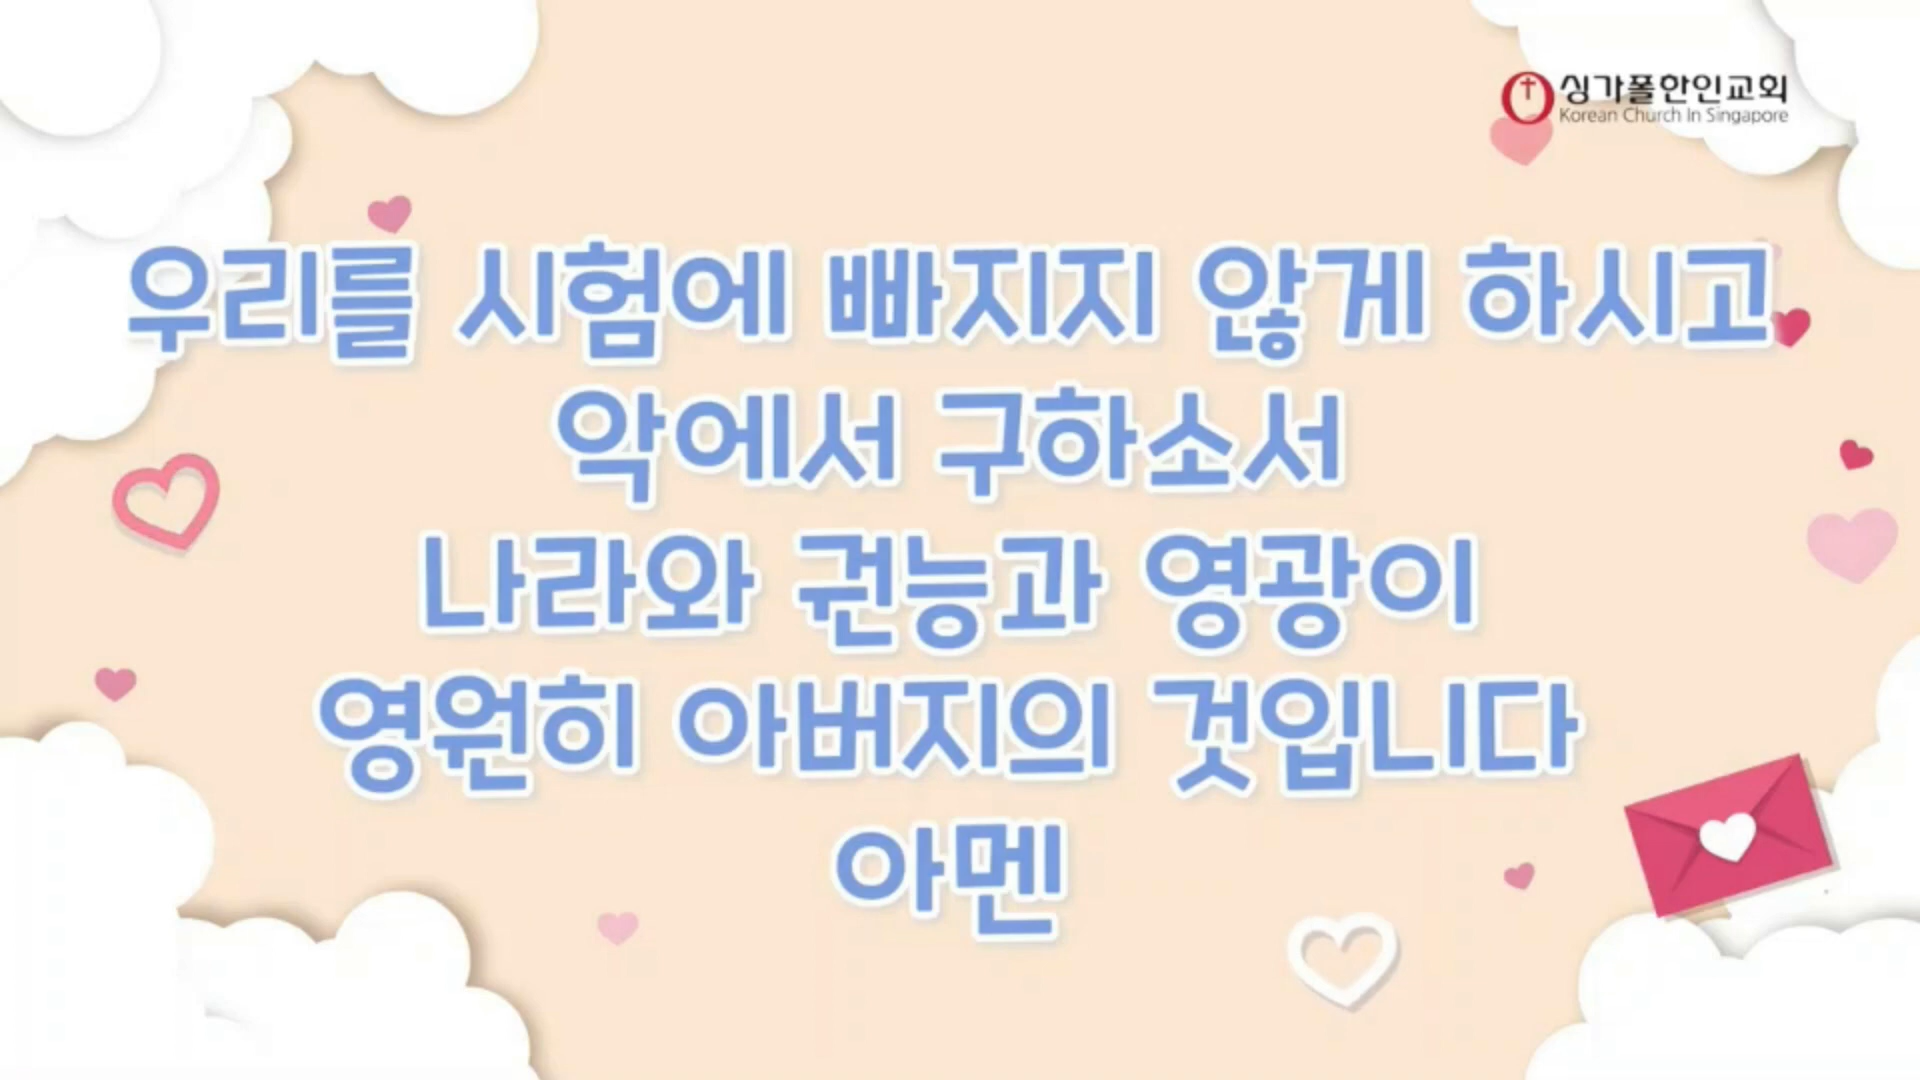 싱가폴한인교회
Korean Church In Singapore
우리를 시험에 빠지지 않게 하시고
악에서 구하소서
나라와 권능과 영광이
영원히 아버지의 것입니다
아멘